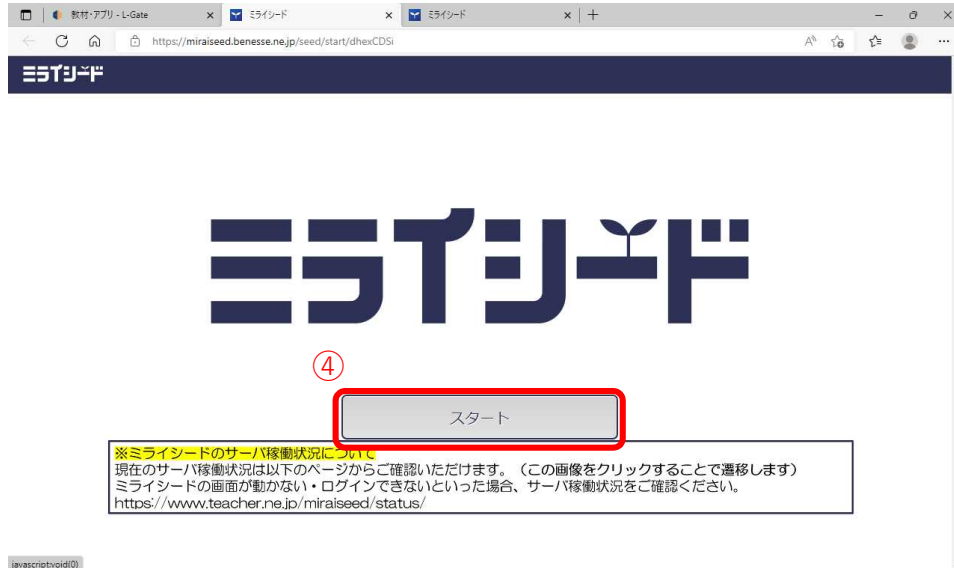 教材・アプリ - L-Gate
ミライシード
ミライシード
https://miraiseed.benesse.ne.jp/seed/start/dhexCDSi
ミライシード
ミライシード
④
スタート
※ミライシードのサーバ稼働状況について
現在のサーバ稼働状況は以下のページからご確認いただけます。（この画像をクリックすることで遷移します）
ミライシードの画面が動かない・ログインできないといった場合、サーバ稼働状況をご確認ください。
https://www.teacher.ne.jp/miraiseed/status/
javascript:void(0)